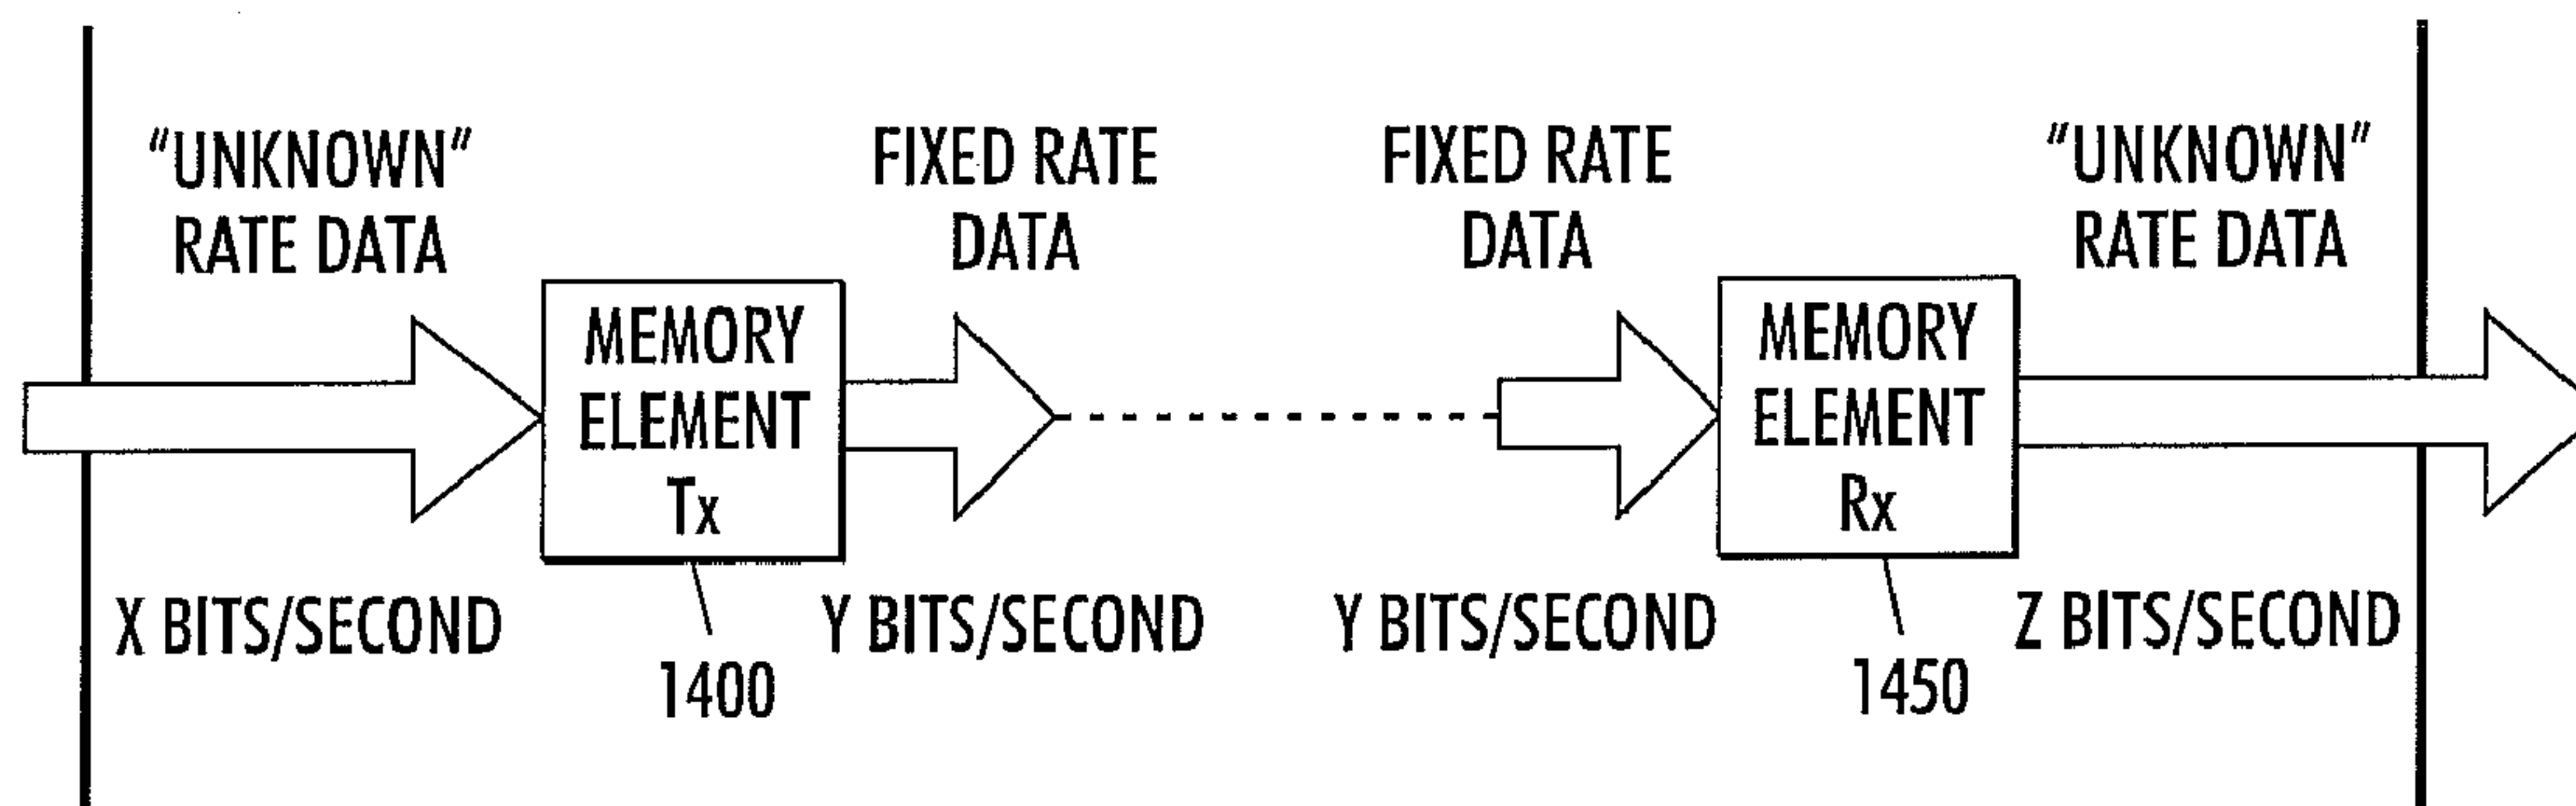 "UNKNOWN"
RATE DATA
FIXED RATE
DATA
FIXED RATE
DATA
"UNKNOWN"
RATE DATA
MEMORY
ELEMENT
Tx
MEMORY
ELEMENT
Rx
X BITS/SECOND
Y BITS/SECOND
Y BITS/SECOND
Z BITS/SECOND
1400
1450